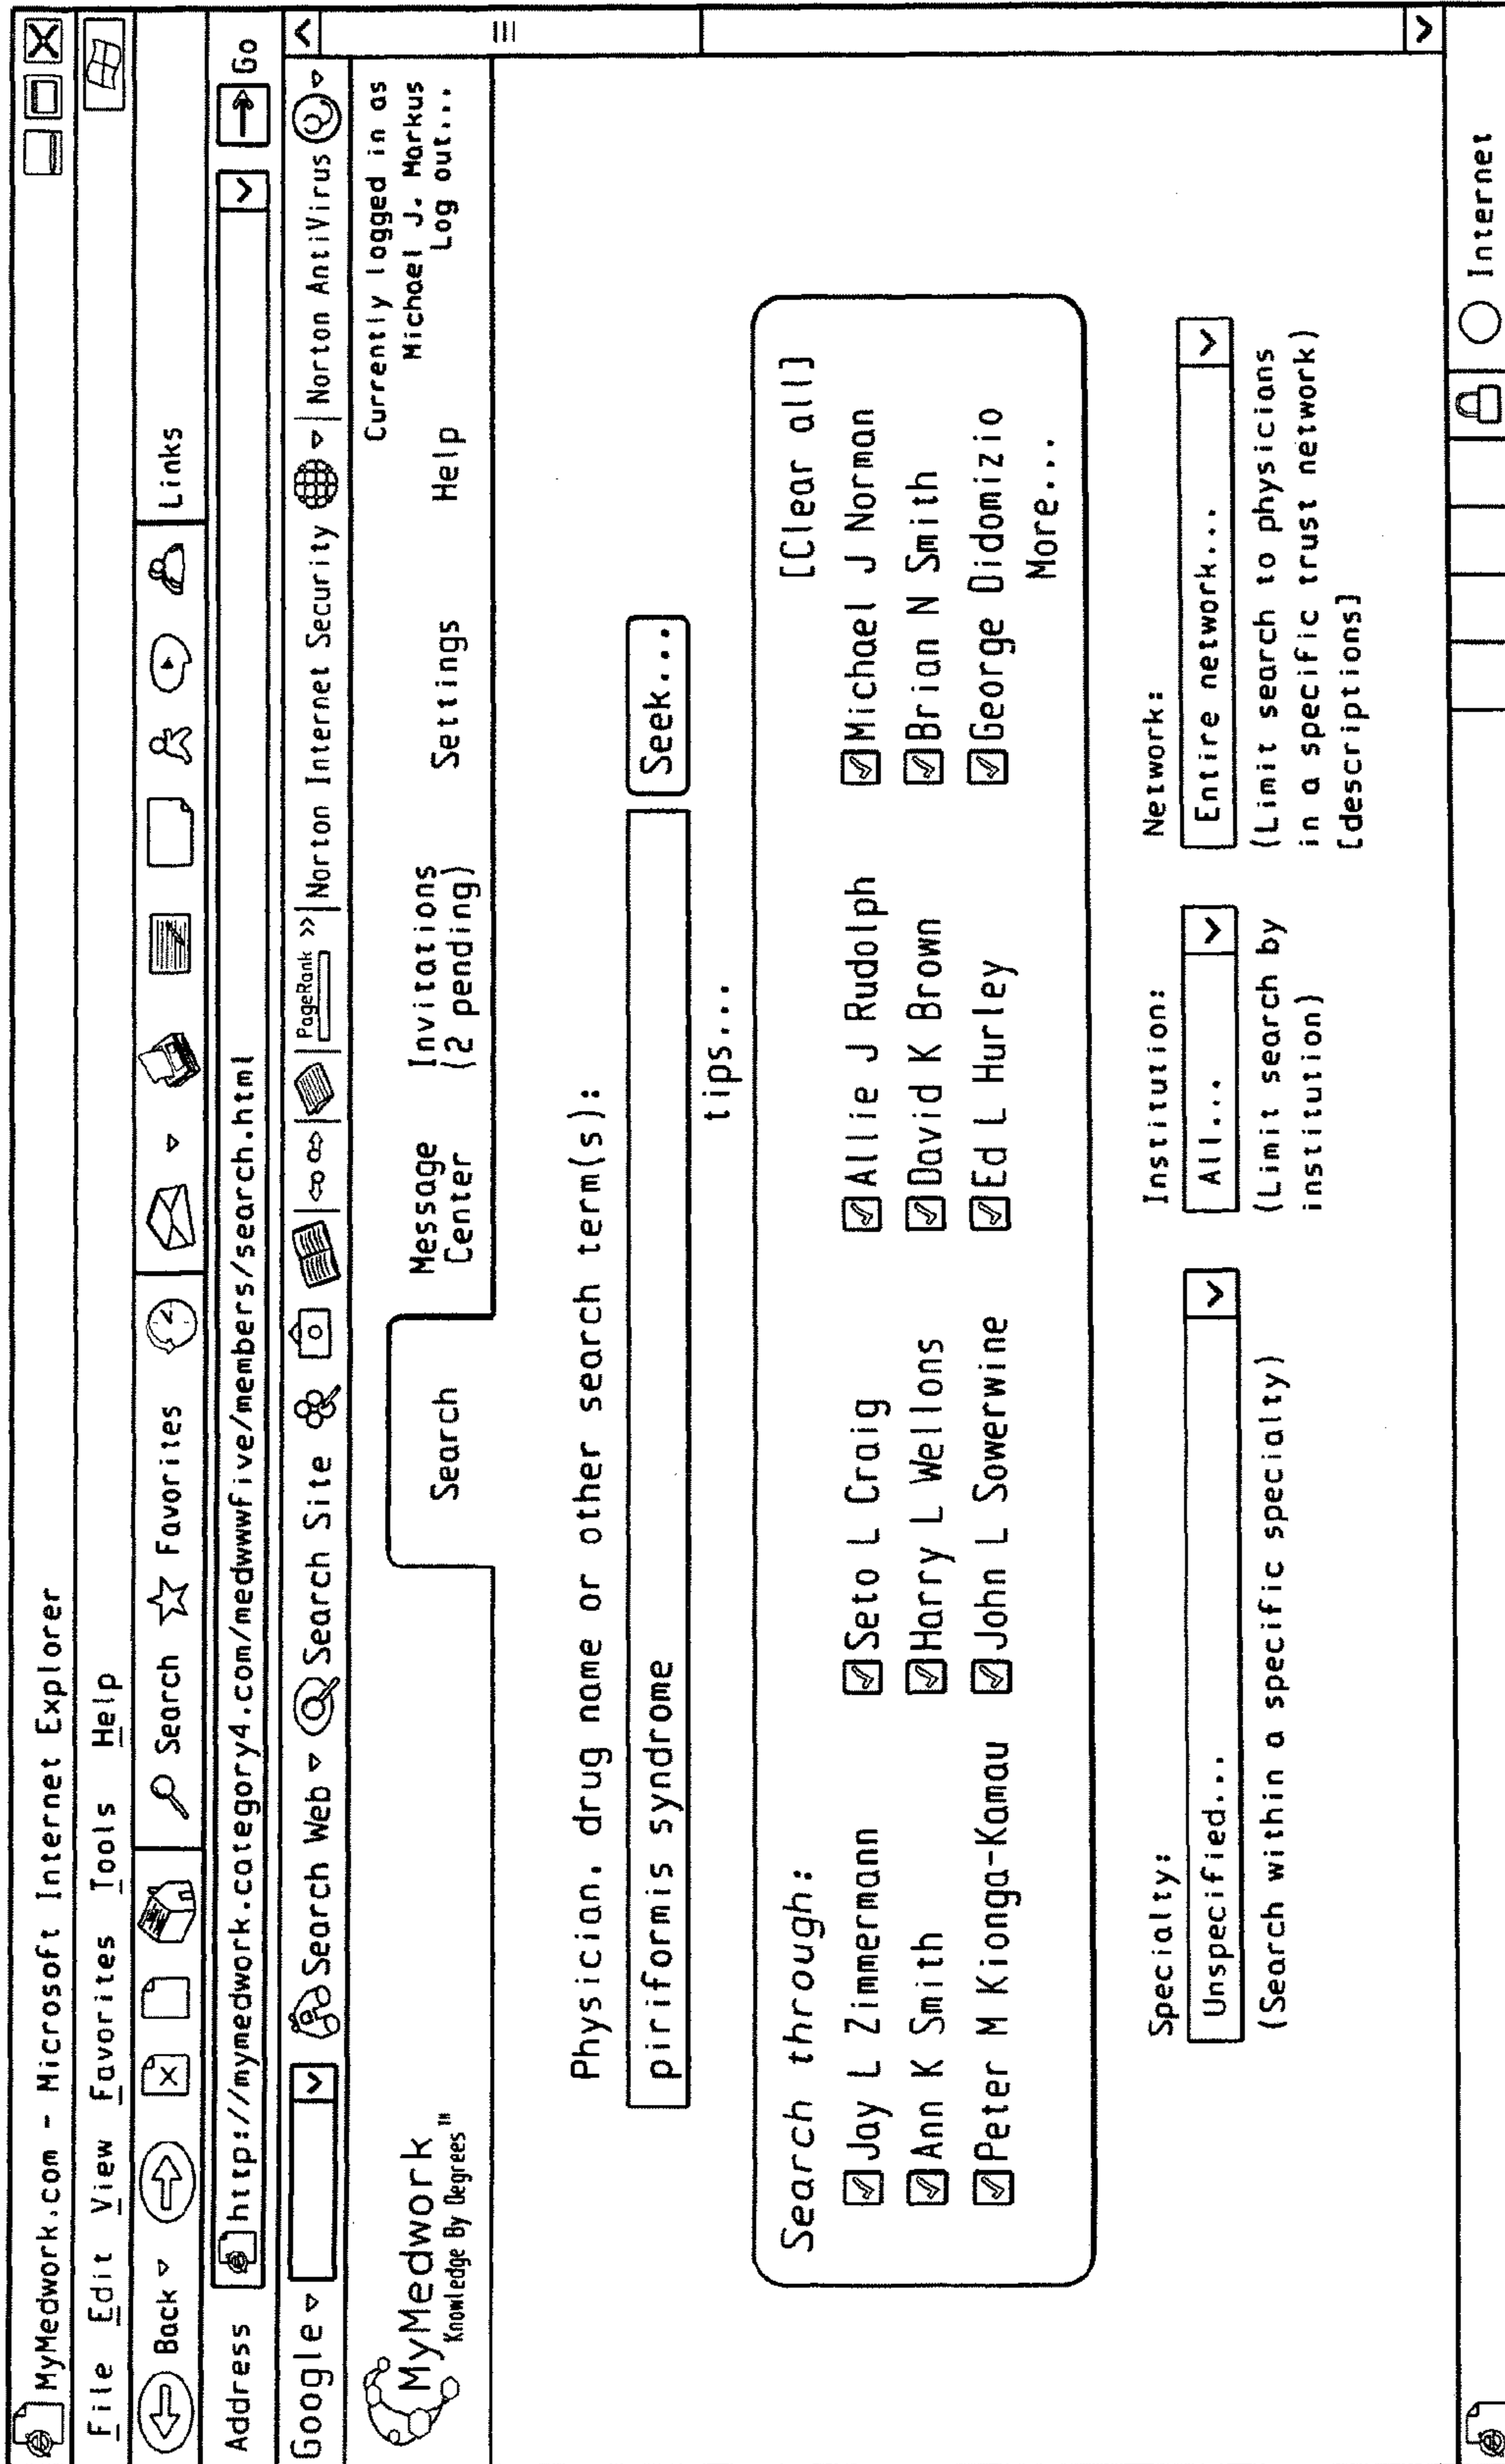 MyMedwork.com - Microsoft Internet Explorer
File Edit View Favorites Tools Help
Back Search Favorites Links
Address http://mymedwork.category4.com/medwwfive/members/search.html Go
Google Search Web Search Site PageRank >> Norton Internet Security Norton AntiVirus
MyMedwork
Knowledge By Degrees™
Search
Message
Center
Invitations
(2 pending)
Settings
Help
Currently logged in as
Michael J. Markus
Log out...
Physician, drug name or other search term(s):
piriformis syndrome Seek...
tips...
Search through: [Clear all]
Jay L Zimmermann Seto L Craig Allie J Rudolph Michael J Norman
Ann K Smith Harry L Wellons David K Brown Brian N Smith
Peter M Kionga-Kamau John L Sowerwine Ed L Hurley George Didomizio
More...
Specialty:
Unspecified...
(Search within a specific specialty)
Institution:
All...
(Limit search by
institution)
Network:
Entire network...
(Limit search to physicians
in a specific trust network)
[descriptions]
Internet